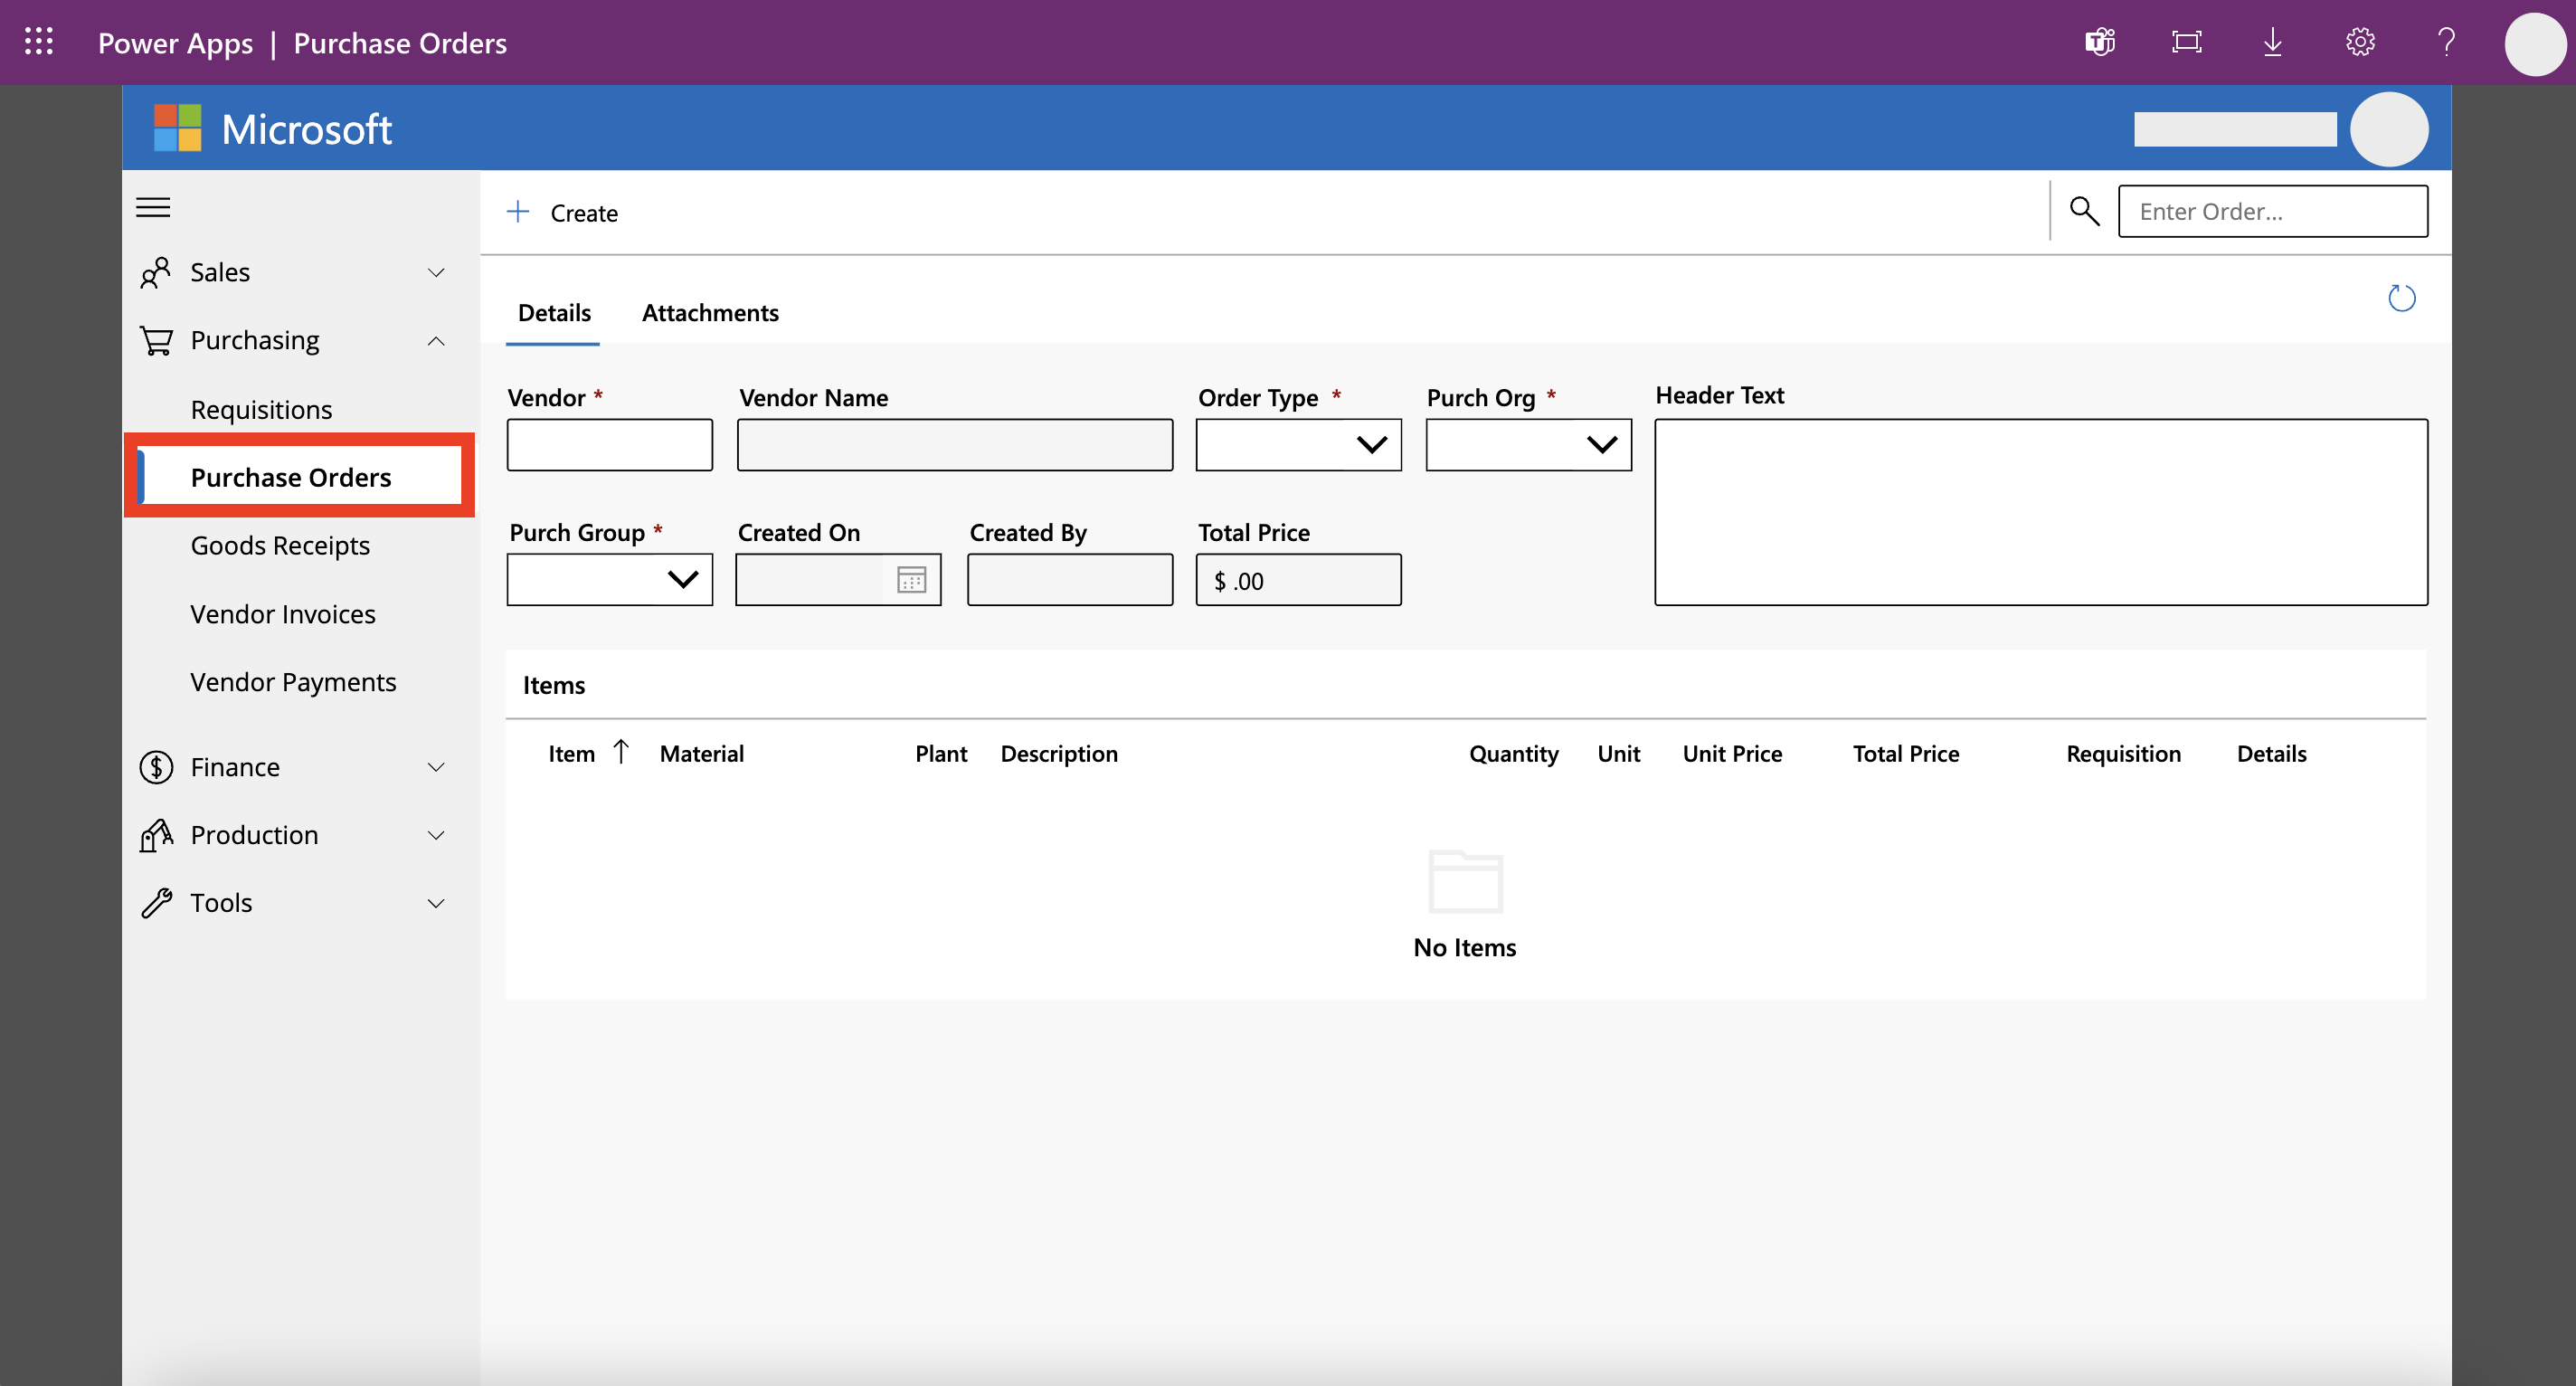 Power Apps | Purchase Orders
Microsoft
Create
Enter Order...
Sales
Purchasing
Requisitions
Purchase Orders
Goods Receipts
Vendor Invoices
Vendor Payments
Finance
Production
Tools
Details Attachments
Vendor * Vendor Name Order Type * Purch Org * Header Text
Purch Group * Created On Created By Total Price
$ .00
Items
Item Material Plant Description Quantity Unit Unit Price Total Price Requisition Details
No Items